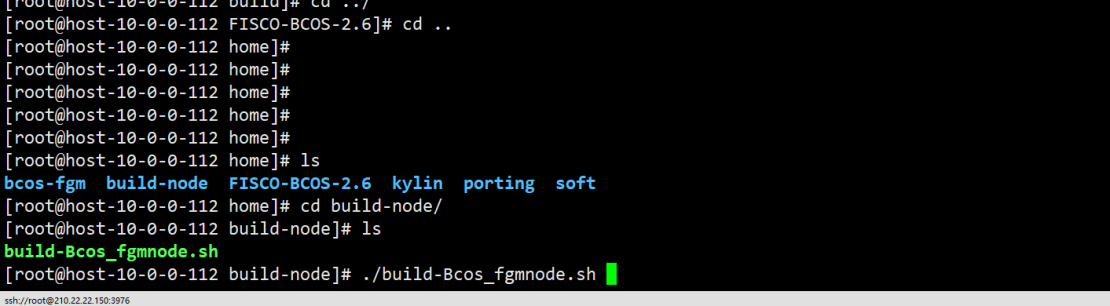 [root@host-10-0-0-112 build]# cd ../
[root@host-10-0-0-112 FISCO-BCOS-2.6]# cd ..
[root@host-10-0-0-112 home]#
[root@host-10-0-0-112 home]#
[root@host-10-0-0-112 home]#
[root@host-10-0-0-112 home]#
[root@host-10-0-0-112 home]#
[root@host-10-0-0-112 home]# ls
bcos-fgm  build-node  FISCO-BCOS-2.6  kylin  porting  soft
[root@host-10-0-0-112 home]# cd build-node/
[root@host-10-0-0-112 build-node]# ls
build-Bcos_fgmnode.sh
[root@host-10-0-0-112 build-node]# ./build-Bcos_fgmnode.sh
ssh://root@210.22.22.150:3976